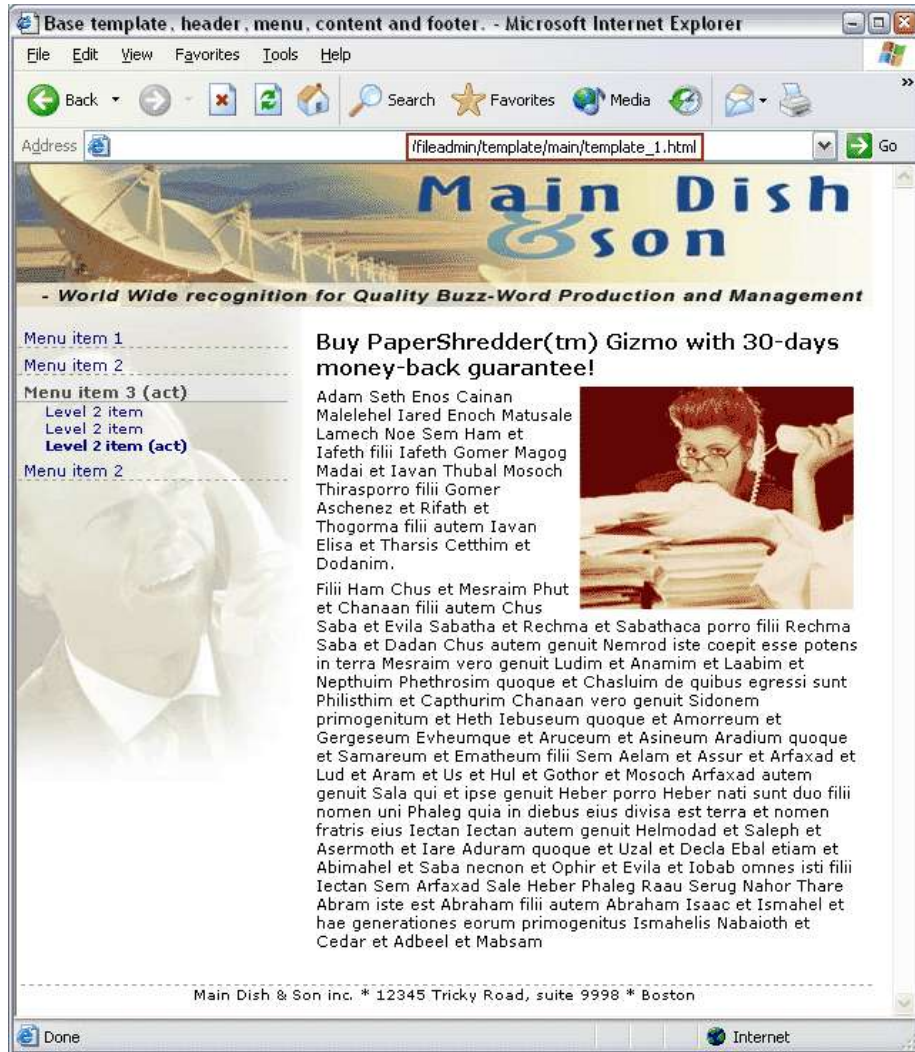 Base template, header, menu, content and footer. - Microsoft Internet Explorer
File Edit View Favorites Tools Help
Back Search Favorites Media »
Address /fileadmin/template/main/template_1.html Go
Main Dish
& son
- World Wide recognition for Quality Buzz-Word Production and Management
Menu item 1
Menu item 2
Menu item 3 (act)
Level 2 item
Level 2 item
Level 2 item (act)
Menu item 2
Buy PaperShredder(tm) Gizmo with 30-days
money-back guarantee!
Adam Seth Enos Cainan
Malelehel Iared Enoch Matusale
Lamech Noe Sem Ham et
Iafeth filii Iafeth Gomer Magog
Madai et Iavan Thubal Mosoch
Thirasporro filii Gomer
Aschenez et Rifath et
Thogorma filii autem Iavan
Elisa et Tharsis Cetthim et
Dodanim.
Filii Ham Chus et Mesraim Phut
et Chanaan filii autem Chus
Saba et Evila Sabatha et Rechma et Sabathaca porro filii Rechma
Saba et Dadan Chus autem genuit Nemrod iste coepit esse potens
in terra Mesraim vero genuit Ludim et Anamim et Laabim et
Nepthuim Phethrosim quoque et Chasluim de quibus egressi sunt
Philisthim et Capthurim Chanaan vero genuit Sidonem
primogenitum et Heth Iebuseum quoque et Amorreum et
Gergeseum Evheumque et Aruceum et Asineum Aradium quoque
et Samareum et Ematheum filii Sem Aelam et Assur et Arfaxad et
Lud et Aram et Us et Hul et Gothor et Mosoch Arfaxad autem
genuit Sala qui et ipse genuit Heber porro Heber nati sunt duo filii
nomen uni Phaleg quia in diebus eius divisa est terra et nomen
fratris eius Iectan Iectan autem genuit Helmodad et Saleph et
Asermoth et Iare Aduram quoque et Uzal et Decla Ebal etiam et
Abimahel et Saba necnon et Ophir et Evila et Iobab omnes isti filii
Iectan Sem Arfaxad Sale Heber Phaleg Raau Serug Nahor Thare
Abram iste est Abraham filii autem Abraham Isaac et Ismahel et
hae generationes eorum primogenitus Ismahelis Nabaioth et
Cedar et Adbeel et Mabsam
Main Dish & Son inc. * 12345 Tricky Road, suite 9998 * Boston
Done Internet